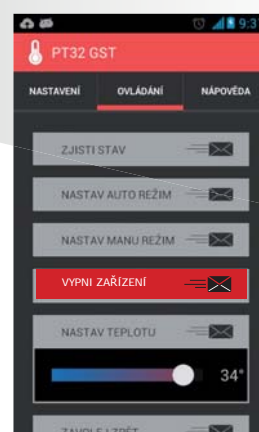 9:3
PT32 GST
NASTAVENÍ OVLÁDÁNÍ NÁPOVĚDA
ZJISTI STAV
NASTAV AUTO REŽIM
NASTAV MANU REŽIM
VYPNI ZAŘÍZENÍ
NASTAV TEPLOTU
34°
ZPĚT